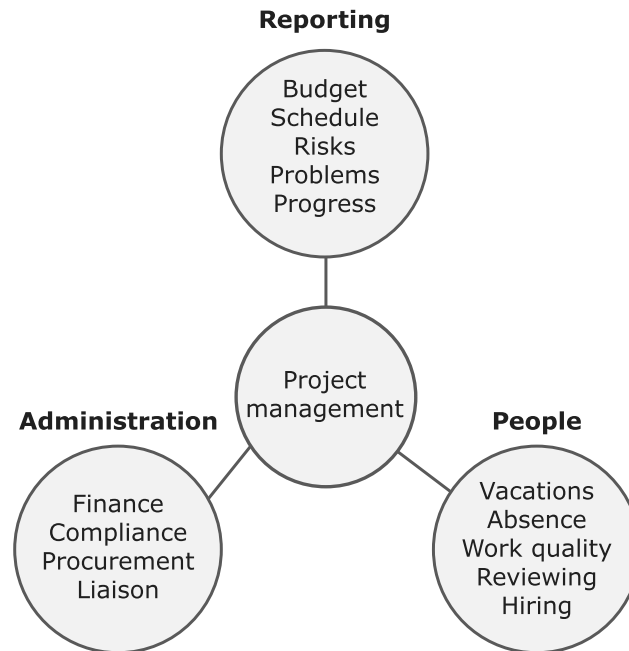 Reporting
Budget
Schedule
Risks
Problems
Progress
Project
management
Administration
Finance
Compliance
Procurement
Liaison
People
Vacations
Absence
Work quality
Reviewing
Hiring